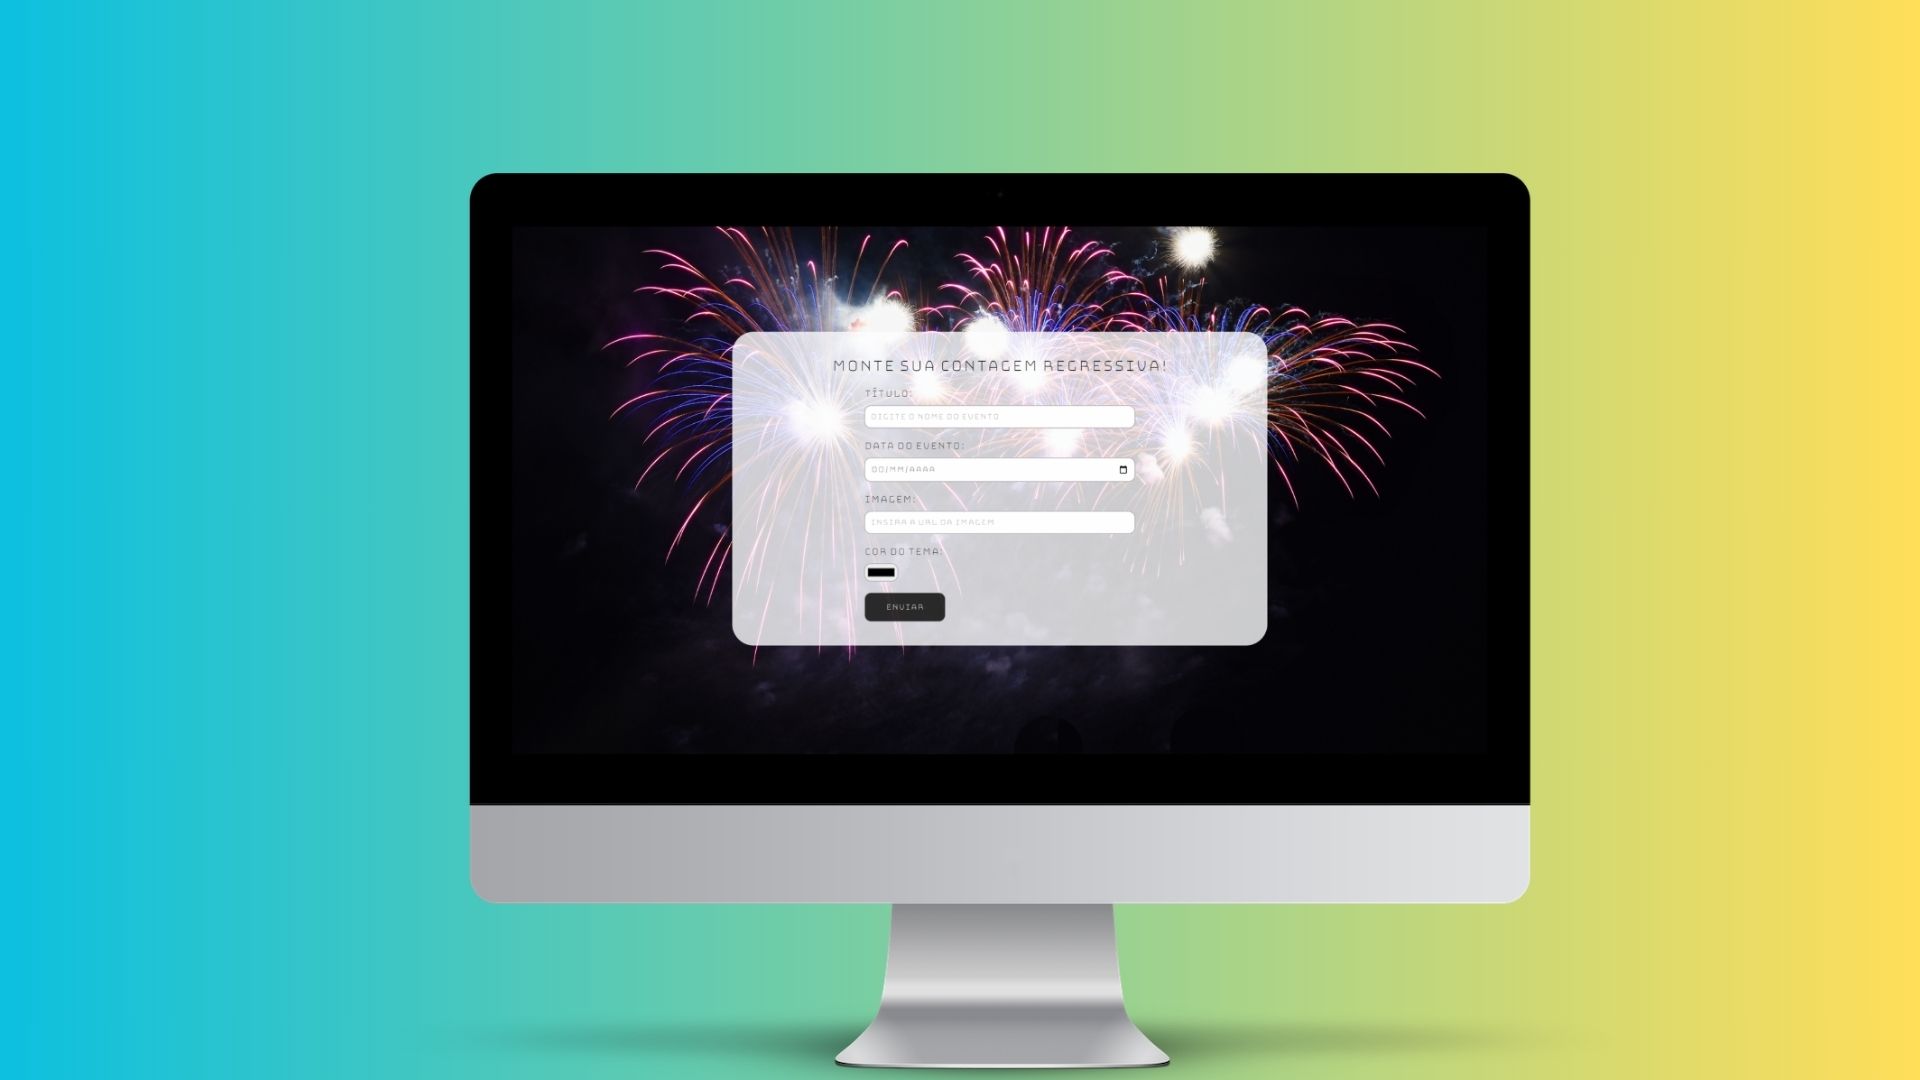 MONTE SUA CONTAGEM REGRESSIVA!
TÍTULO:
DIGITE O NOME DO EVENTO
DATA DO EVENTO:
DD/MM/AAAA
IMAGEM:
INSIRA A URL DA IMAGEM
COR DO TEMA:
ENVIAR